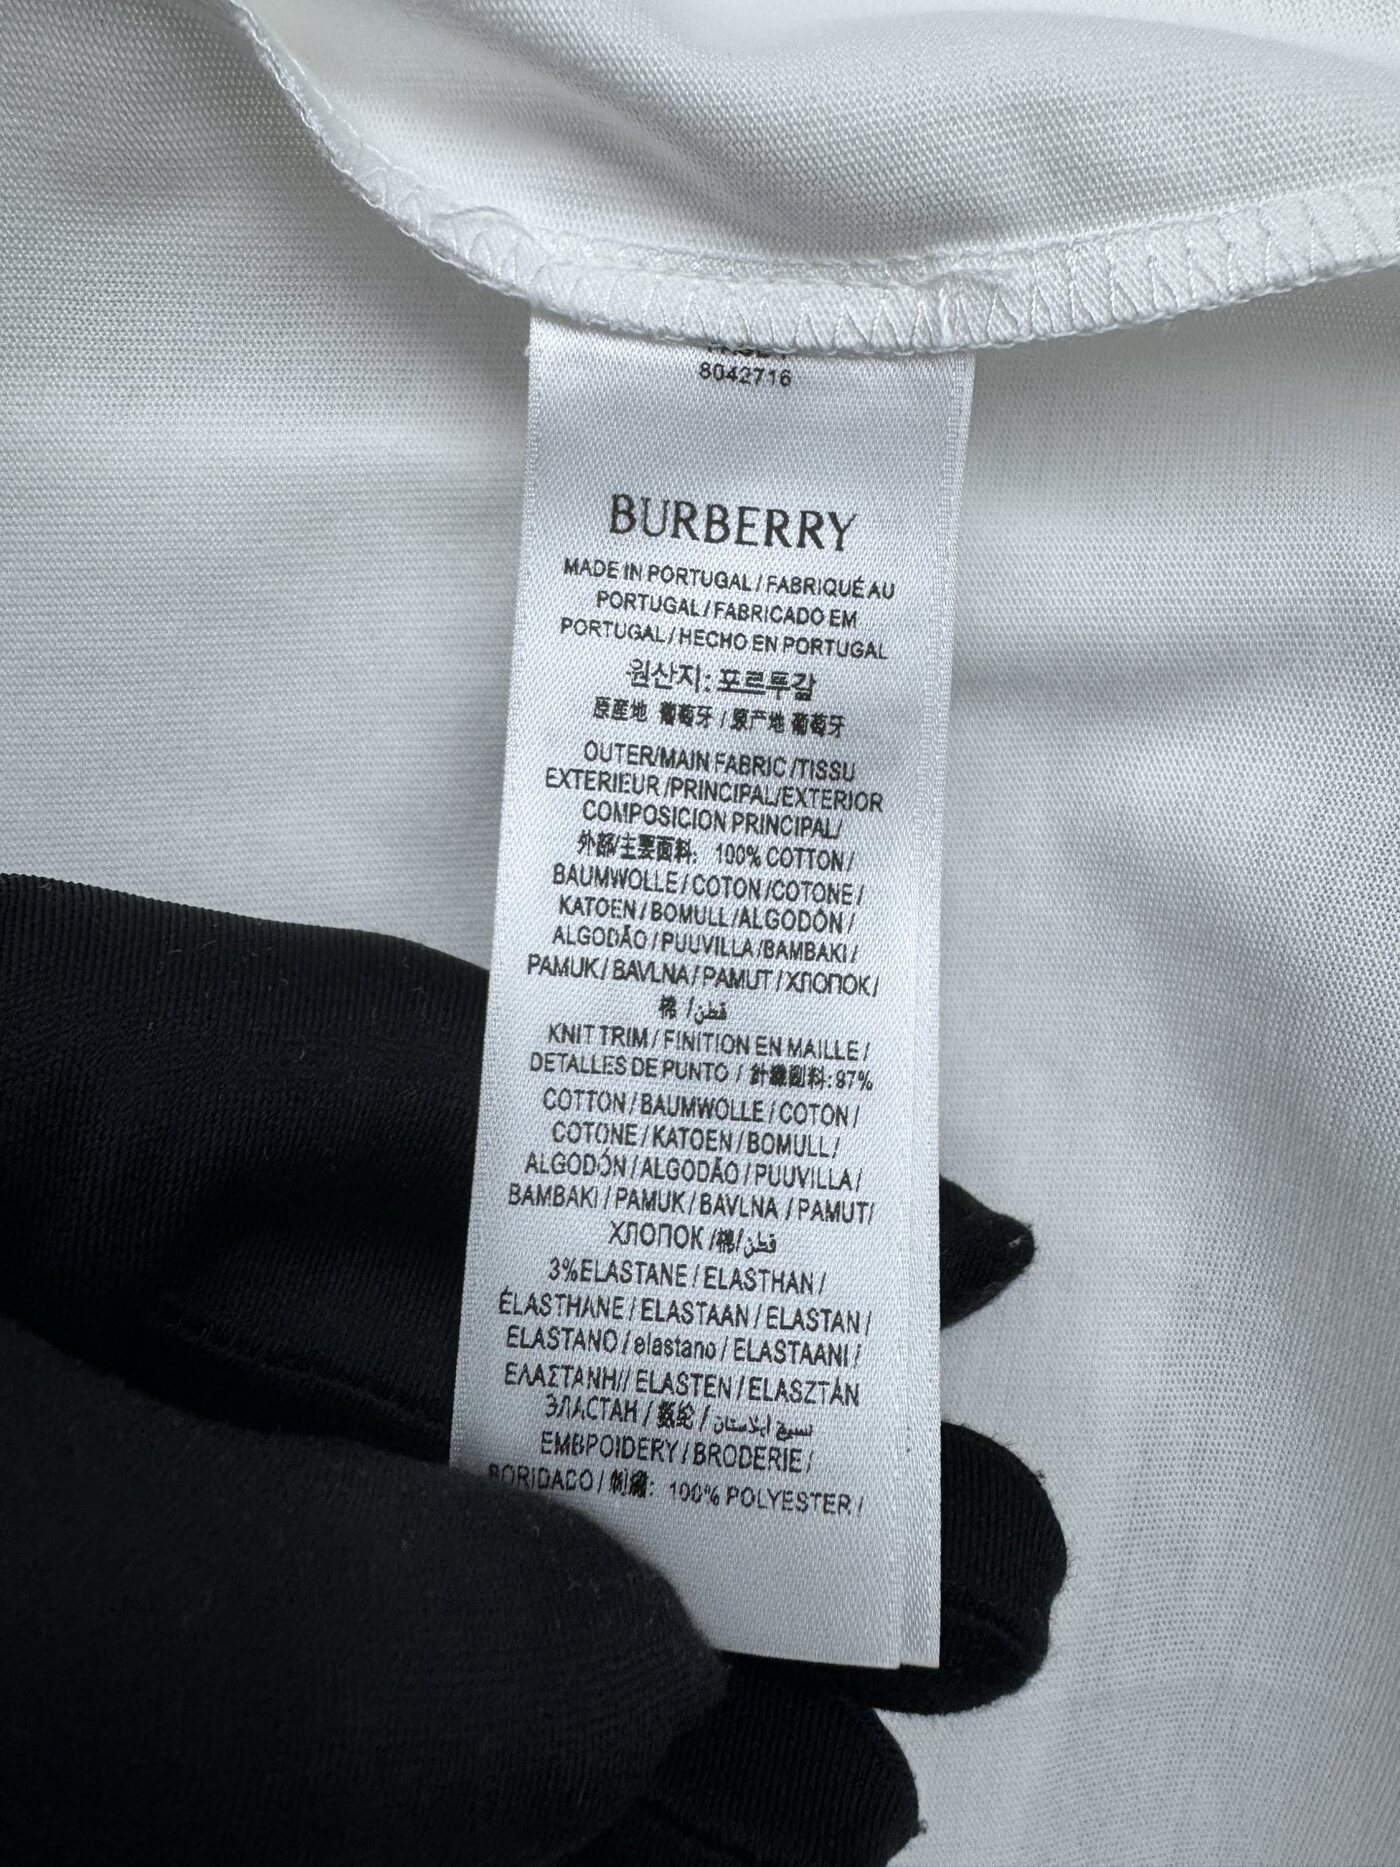 8042716
BURBERRY
MADE IN PORTUGAL / FABRIQUÉ AU
PORTUGAL / FABRICADO EM
PORTUGAL / HECHO EN PORTUGAL
원산지: 포르투갈
原産地 葡萄牙 / 原产地 葡萄牙
OUTER/MAIN FABRIC /TISSU
EXTERIEUR /PRINCIPAL/EXTERIOR
COMPOSICION PRINCIPAL/
外部/主要面料: 100% COTTON /
BAUMWOLLE / COTON /COTONE /
KATOEN / BOMULL /ALGODÓN /
ALGODÃO / PUUVILLA /BAMBAKI /
PAMUK / BAVLNA / PAMUT / ХЛОПОК /
棉 / قطن
KNIT TRIM / FINITION EN MAILLE /
DETALLES DE PUNTO / 針織面料: 97%
COTTON / BAUMWOLLE / COTON /
COTONE / KATOEN / BOMULL /
ALGODÓN / ALGODÃO / PUUVILLA /
BAMBAKI / PAMUK / BAVLNA / PAMUT/
ХЛОПОК /棉/ قطن
3%ELASTANE / ELASTHAN /
ÉLASTHANE / ELASTAAN / ELASTAN /
ELASTANO / elastano / ELASTAANI /
ΕΛΑΣΤΑΝΗ// ELASTEN / ELASZTÁN
ЭЛАСТАН / / نسيج إيلاستان
EMBPOIDERY / BRODERIE /
BORIDACO / 刺繡: 100% POLYESTER /